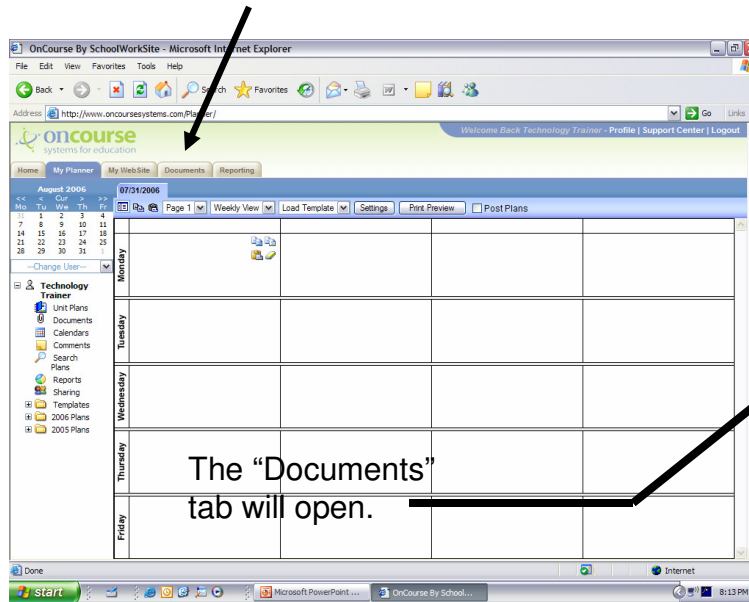 OnCourse By SchoolWorkSite - Microsoft Internet Explorer
File Edit View Favorites Tools Help
Back Search Favorites
Address http://www.oncoursesystems.com/Planner/ Go Links
Welcome Back Technology Trainer - Profile | Support Center | Logout
oncourse
systems for education
Home My Planner My WebSite Documents Reporting
August 2006
<< < Cur > >>
Mo Tu We Th Fr
31 1 2 3 4
7 8 9 10 11
14 15 16 17 18
21 22 23 24 25
28 29 30 31 1
--Change User--
Technology
Trainer
Unit Plans
Documents
Calendars
Comments
Search
Plans
Reports
Sharing
Templates
2006 Plans
2005 Plans
07/31/2006
Page 1 Weekly View Load Template Settings Print Preview Post Plans
Monday
Tuesday
Wednesday
Thursday
Friday
The “Documents”
tab will open.
Done Internet
start Microsoft PowerPoint ... OnCourse By School... 8:13 PM